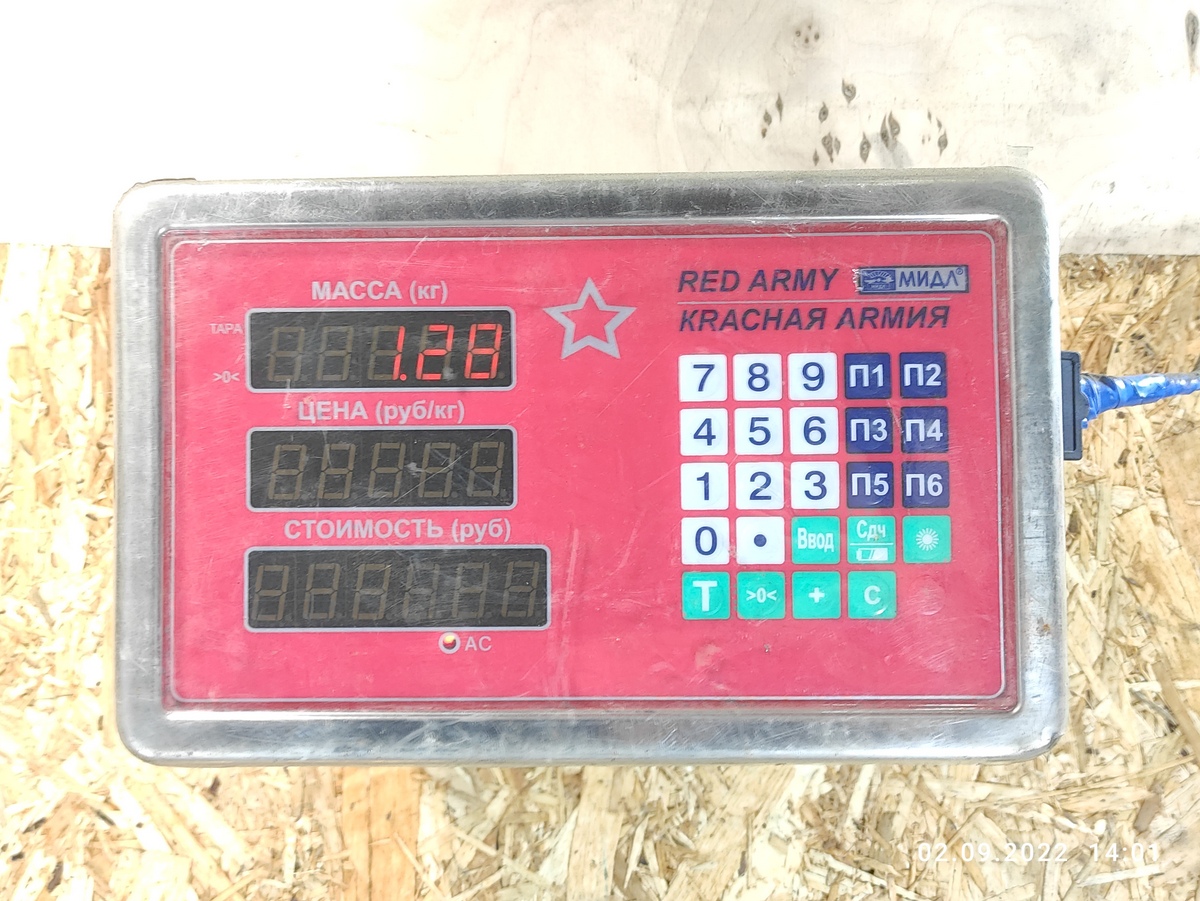 МАССА (кг)
ТАРА
1.28
>0<
ЦЕНА (руб/кг)
СТОИМОСТЬ (руб)
АС
RED ARMY МИДЛ®
КRАСНАЯ АRМИЯ
7 8 9 П1 П2
4 5 6 П3 П4
1 2 3 П5 П6
0 • Ввод Сдч
Т >0< + С
02.09.2022 14:01